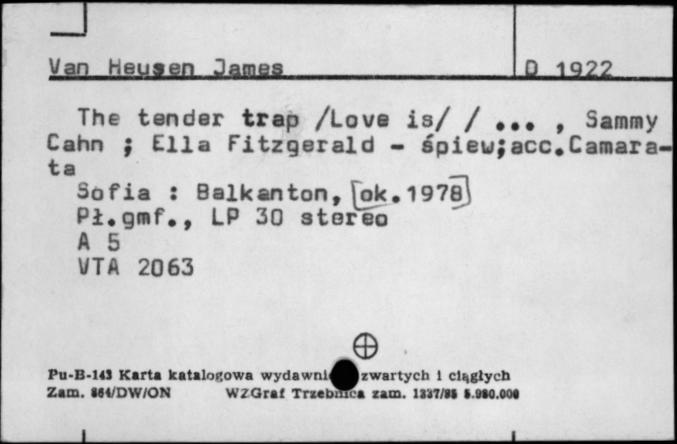 Van Heusen James D 1922
The tender trap /Love is/ / ... , Sammy
Cahn ; Ella Fitzgerald - śpiew;acc.Camara-
ta
Sofia : Balkanton, [ok.1978]
Pł.gmf., LP 30 stereo
A 5
VTA 2063
Pu-B-143 Karta katalogowa wydawni zwartych i ciągłych
Zam. 864/DW/ON WZGraf Trzebnica zam. 1337/85 5.980.000